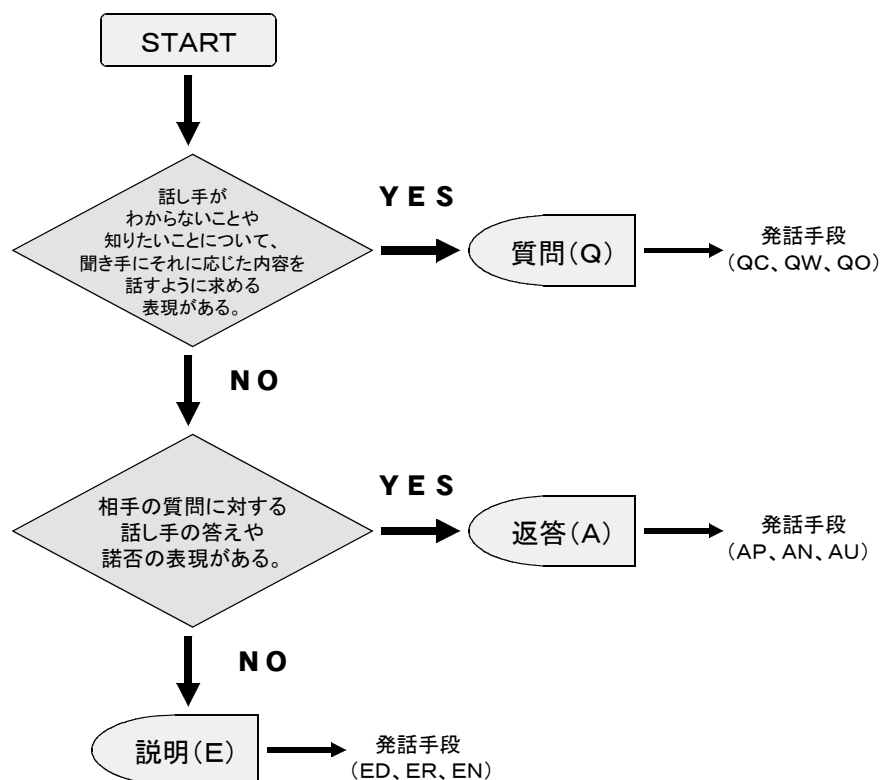 START
話し手が
わからないことや
知りたいことについて、
聞き手にそれに応じた内容を
話すように求める
表現がある。
YES
質問(Q)
発話手段
(QC、QW、QO)
NO
相手の質問に対する
話し手の答えや
諾否の表現がある。
YES
返答(A)
発話手段
(AP、AN、AU)
NO
説明(E)
発話手段
(ED、ER、EN)